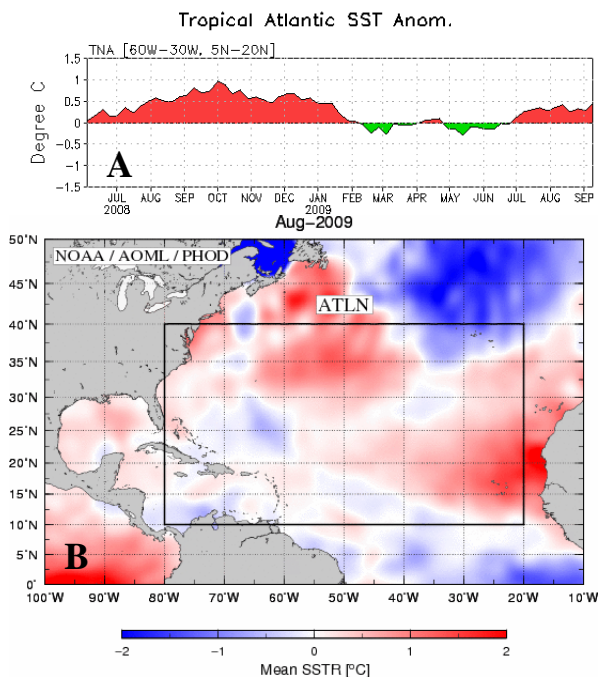 Tropical Atlantic SST Anom.
TNA [60W-30W, 5N-20N]
Degree C
1.5
1
0.5
0
-0.5
-1
-1.5
A
JUL AUG SEP OCT NOV DEC JAN FEB MAR APR MAY JUN JUL AUG SEP
2008 2009
Aug-2009
NOAA / AOML / PHOD
ATLN
50˚N
45˚N
40˚N
35˚N
30˚N
25˚N
20˚N
15˚N
10˚N
5˚N
0˚
B
100˚W 90˚W 80˚W 70˚W 60˚W 50˚W 40˚W 30˚W 20˚W 10˚W
-2 -1 0 1 2
Mean SSTR [°C]